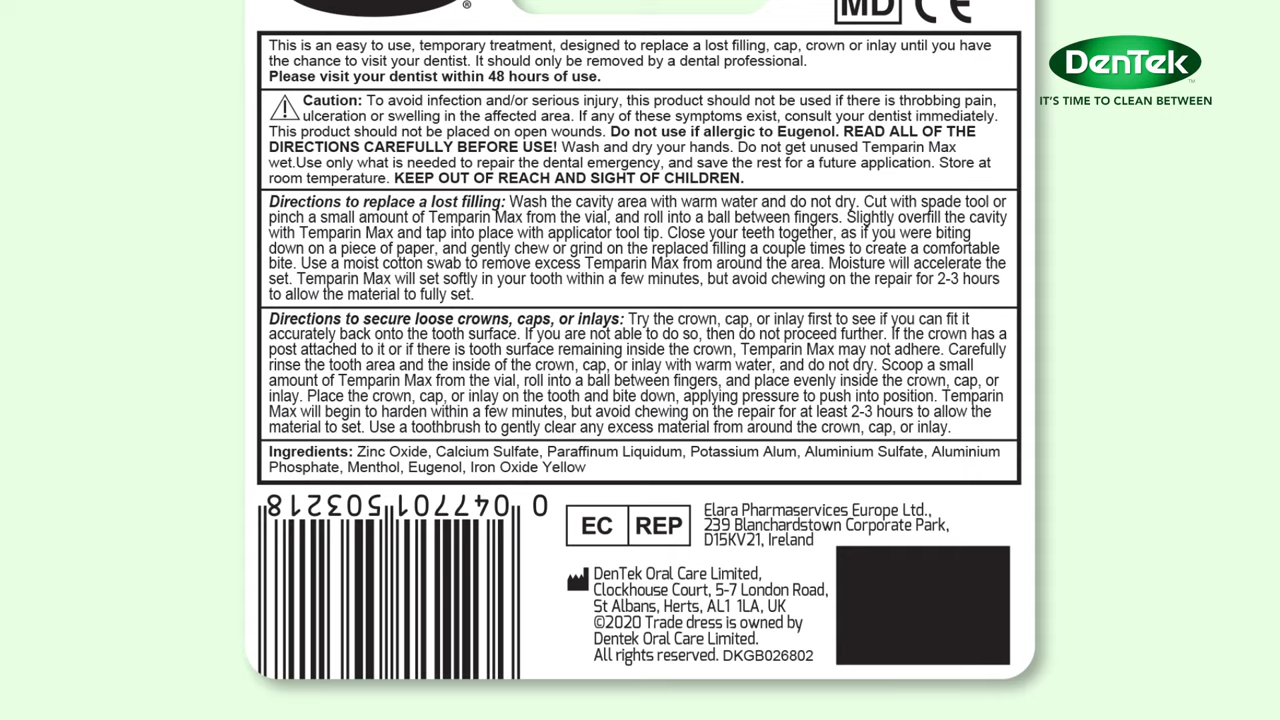 ®
MD CE
DenTek
™
IT'S TIME TO CLEAN BETWEEN
This is an easy to use, temporary treatment, designed to replace a lost filling, cap, crown or inlay until you have
the chance to visit your dentist. It should only be removed by a dental professional.
Please visit your dentist within 48 hours of use.
Caution: To avoid infection and/or serious injury, this product should not be used if there is throbbing pain,
ulceration or swelling in the affected area. If any of these symptoms exist, consult your dentist immediately.
This product should not be placed on open wounds. Do not use if allergic to Eugenol. READ ALL OF THE
DIRECTIONS CAREFULLY BEFORE USE! Wash and dry your hands. Do not get unused Temparin Max
wet.Use only what is needed to repair the dental emergency, and save the rest for a future application. Store at
room temperature. KEEP OUT OF REACH AND SIGHT OF CHILDREN.
Directions to replace a lost filling: Wash the cavity area with warm water and do not dry. Cut with spade tool or
pinch a small amount of Temparin Max from the vial, and roll into a ball between fingers. Slightly overfill the cavity
with Temparin Max and tap into place with applicator tool tip. Close your teeth together, as if you were biting
down on a piece of paper, and gently chew or grind on the replaced filling a couple times to create a comfortable
bite. Use a moist cotton swab to remove excess Temparin Max from around the area. Moisture will accelerate the
set. Temparin Max will set softly in your tooth within a few minutes, but avoid chewing on the repair for 2-3 hours
to allow the material to fully set.
Directions to secure loose crowns, caps, or inlays: Try the crown, cap, or inlay first to see if you can fit it
accurately back onto the tooth surface. If you are not able to do so, then do not proceed further. If the crown has a
post attached to it or if there is tooth surface remaining inside the crown, Temparin Max may not adhere. Carefully
rinse the tooth area and the inside of the crown, cap, or inlay with warm water, and do not dry. Scoop a small
amount of Temparin Max from the vial, roll into a ball between fingers, and place evenly inside the crown, cap, or
inlay. Place the crown, cap, or inlay on the tooth and bite down, applying pressure to push into position. Temparin
Max will begin to harden within a few minutes, but avoid chewing on the repair for at least 2-3 hours to allow the
material to set. Use a toothbrush to gently clear any excess material from around the crown, cap, or inlay.
Ingredients: Zinc Oxide, Calcium Sulfate, Paraffinum Liquidum, Potassium Alum, Aluminium Sulfate, Aluminium
Phosphate, Menthol, Eugenol, Iron Oxide Yellow
0 047701 503218
EC REP
Elara Pharmaservices Europe Ltd.,
239 Blanchardstown Corporate Park,
D15KV21, Ireland
DenTek Oral Care Limited,
Clockhouse Court, 5-7 London Road,
St Albans, Herts, AL1 1LA, UK
©2020 Trade dress is owned by
Dentek Oral Care Limited.
All rights reserved. DKGB026802